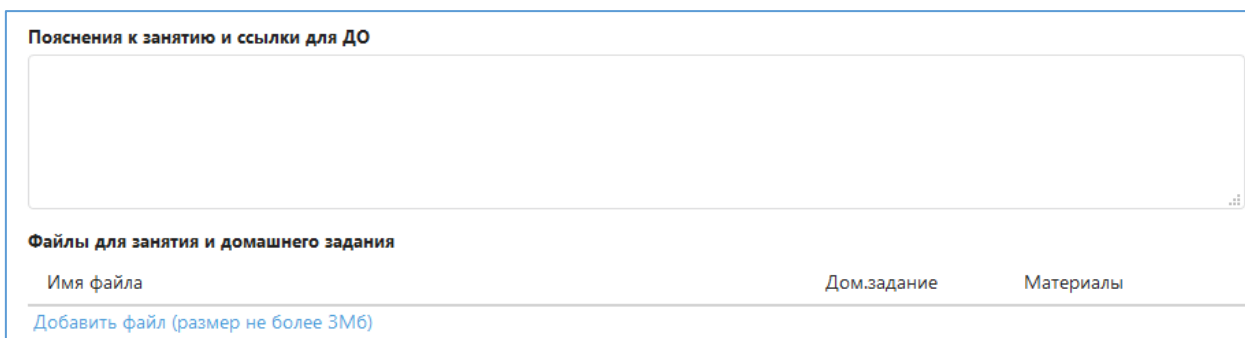 Пояснения к занятию и ссылки для ДО
Файлы для занятия и домашнего задания
Имя файла Дом.задание Материалы
Добавить файл (размер не более 3Мб)